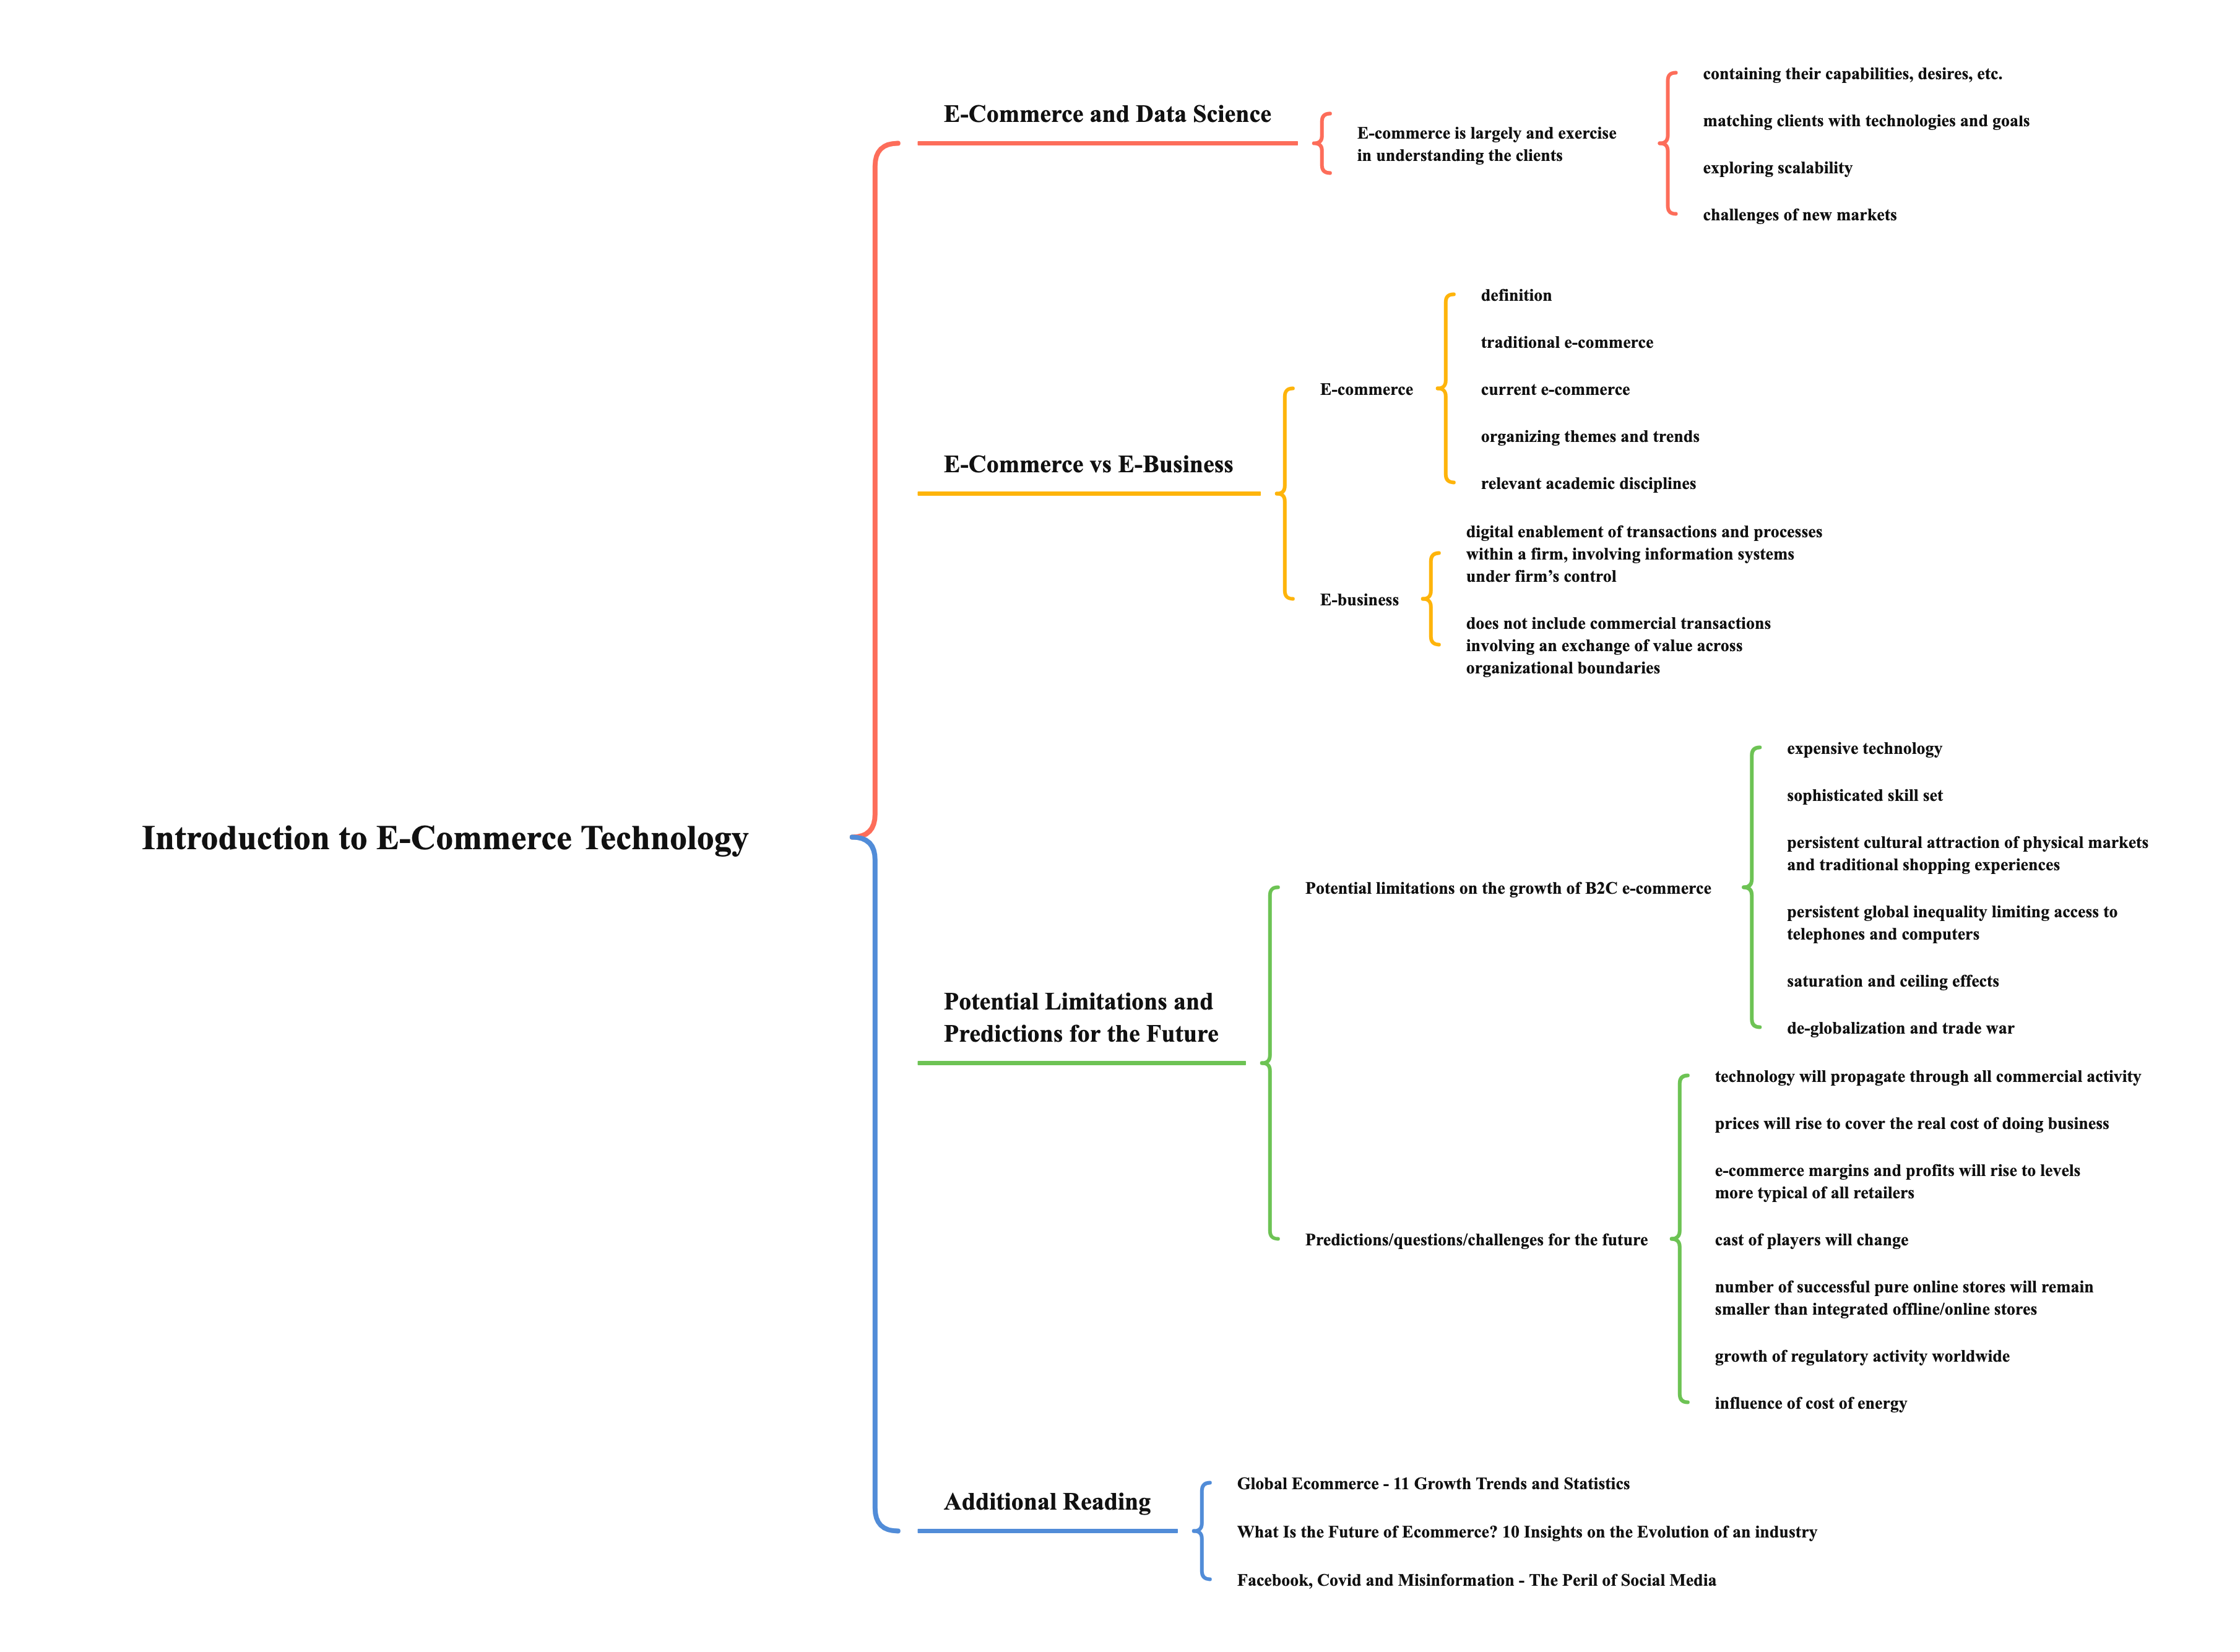 containing their capabilities, desires, etc.
E-Commerce and Data Science
matching clients with technologies and goals
E-commerce is largely and exercise
in understanding the clients
exploring scalability
challenges of new markets
definition
traditional e-commerce
E-commerce
current e-commerce
organizing themes and trends
E-Commerce vs E-Business
relevant academic disciplines
digital enablement of transactions and processes
within a firm, involving information systems
under firm’s control
E-business
does not include commercial transactions
involving an exchange of value across
organizational boundaries
expensive technology
sophisticated skill set
Introduction to E-Commerce Technology
persistent cultural attraction of physical markets
and traditional shopping experiences
Potential limitations on the growth of B2C e-commerce
persistent global inequality limiting access to
telephones and computers
saturation and ceiling effects
Potential Limitations and
Predictions for the Future
de-globalization and trade war
technology will propagate through all commercial activity
prices will rise to cover the real cost of doing business
e-commerce margins and profits will rise to levels
more typical of all retailers
Predictions/questions/challenges for the future
cast of players will change
number of successful pure online stores will remain
smaller than integrated offline/online stores
growth of regulatory activity worldwide
influence of cost of energy
Global Ecommerce - 11 Growth Trends and Statistics
Additional Reading
What Is the Future of Ecommerce? 10 Insights on the Evolution of an industry
Facebook, Covid and Misinformation - The Peril of Social Media